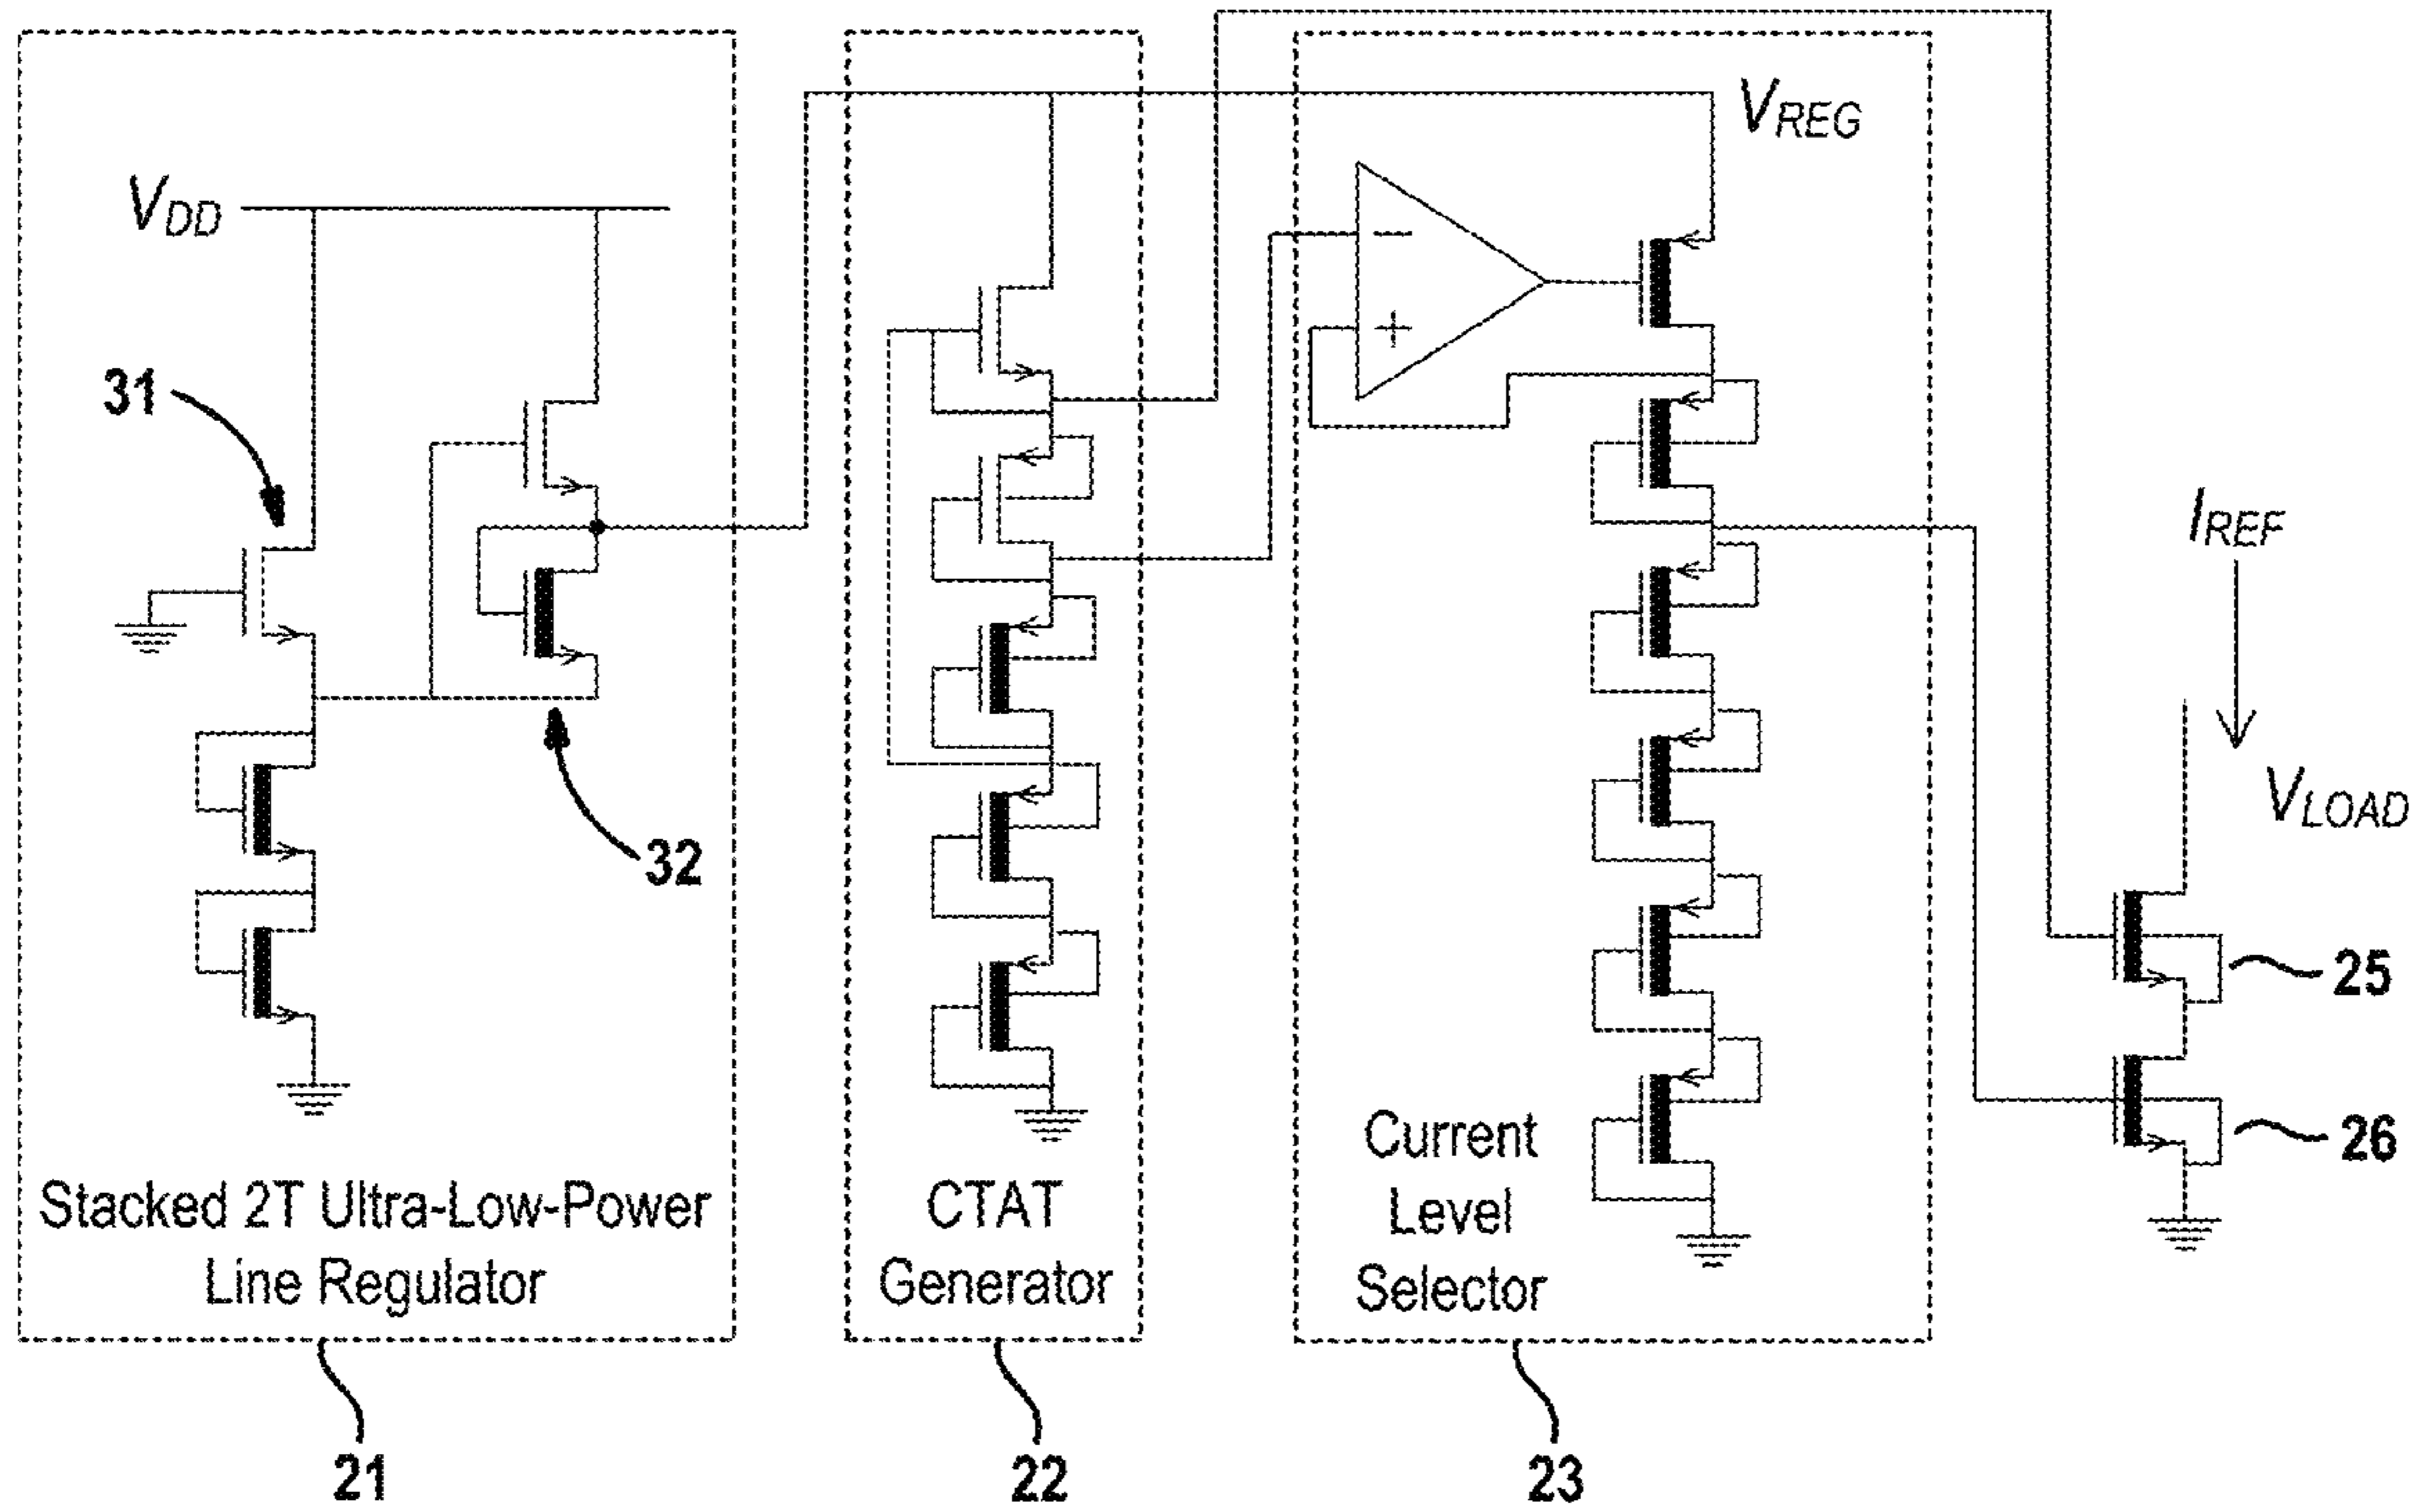 VREG
VDD
−
+
31
IREF
VLOAD
32
25
26
Stacked 2T Ultra-Low-Power
Line Regulator
CTAT
Generator
Current
Level
Selector
21
22
23